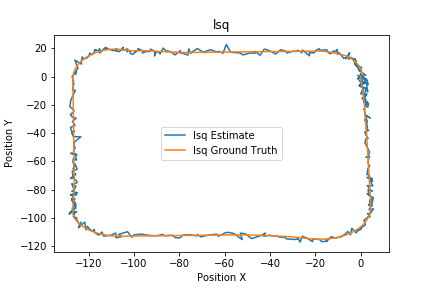 lsq
20
0
−20
−40
−60
−80
−100
−120
Position Y
lsq Estimate
lsq Ground Truth
−120 −100 −80 −60 −40 −20 0
Position X